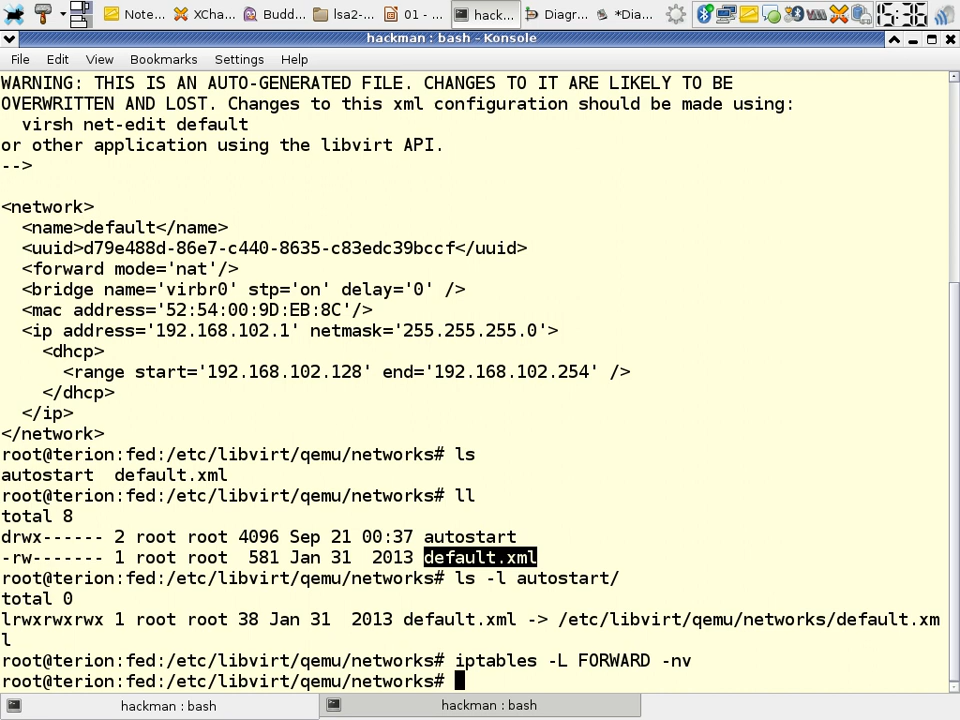 Note... XCha... Budd... lsa2-... 01 - ... hack... Diagr... *Dia... 15:36
hackman : bash - Konsole
File Edit View Bookmarks Settings Help
WARNING: THIS IS AN AUTO-GENERATED FILE. CHANGES TO IT ARE LIKELY TO BE
OVERWRITTEN AND LOST. Changes to this xml configuration should be made using:
  virsh net-edit default
or other application using the libvirt API.
-->

<network>
  <name>default</name>
  <uuid>d79e488d-86e7-c440-8635-c83edc39bccf</uuid>
  <forward mode='nat'/>
  <bridge name='virbr0' stp='on' delay='0' />
  <mac address='52:54:00:9D:EB:8C'/>
  <ip address='192.168.102.1' netmask='255.255.255.0'>
    <dhcp>
      <range start='192.168.102.128' end='192.168.102.254' />
    </dhcp>
  </ip>
</network>
root@terion:fed:/etc/libvirt/qemu/networks# ls
autostart  default.xml
root@terion:fed:/etc/libvirt/qemu/networks# ll
total 8
drwx------ 2 root root 4096 Sep 21 00:37 autostart
-rw------- 1 root root  581 Jan 31  2013 default.xml
root@terion:fed:/etc/libvirt/qemu/networks# ls -l autostart/
total 0
lrwxrwxrwx 1 root root 38 Jan 31  2013 default.xml -> /etc/libvirt/qemu/networks/default.xm
l
root@terion:fed:/etc/libvirt/qemu/networks# iptables -L FORWARD -nv
root@terion:fed:/etc/libvirt/qemu/networks#
hackman : bash hackman : bash